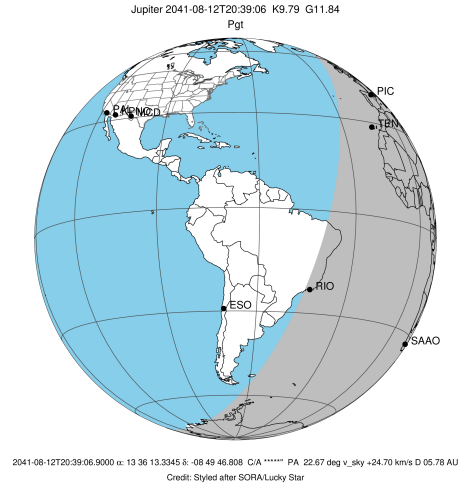 Jupiter 2041-08-12T20:39:06 K9.79 G11.84
Pgt
PIC
TEN
MCD
RIO
ESO
SAAO
2041-08-12T20:39:06.9000 α: 13 36 13.3345 δ: -08 49 46.808 C/A *****" PA 22.67 deg v_sky +24.70 km/s D 05.78 AU
Credit: Styled after SORA/Lucky Star